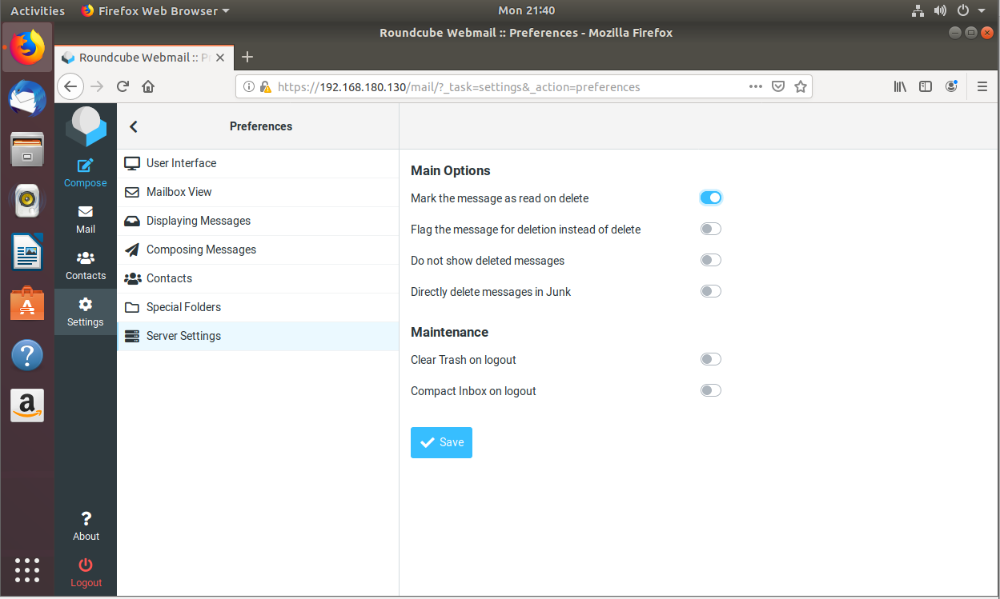 Activities Firefox Web Browser Mon 21:40
Roundcube Webmail :: Preferences - Mozilla Firefox
Roundcube Webmail :: Pr
https://192.168.180.130/mail/?_task=settings&_action=preferences
Compose
Mail
Contacts
Settings
About
Logout
Preferences
User Interface
Mailbox View
Displaying Messages
Composing Messages
Contacts
Special Folders
Server Settings
Main Options
Mark the message as read on delete
Flag the message for deletion instead of delete
Do not show deleted messages
Directly delete messages in Junk
Maintenance
Clear Trash on logout
Compact Inbox on logout
Save